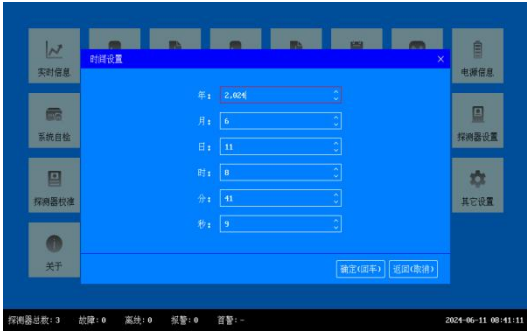 时间设置
实时信息
电源信息
年: 2,024
月: 6
系统自检
探测器设置
日: 11
时: 8
探测器校准
其它设置
分: 41
秒: 9
关于
确定(回车) 返回(取消)
探测器总数: 3 故障: 0 离线: 0 报警: 0 首警: - 2024-06-11 08:41:11